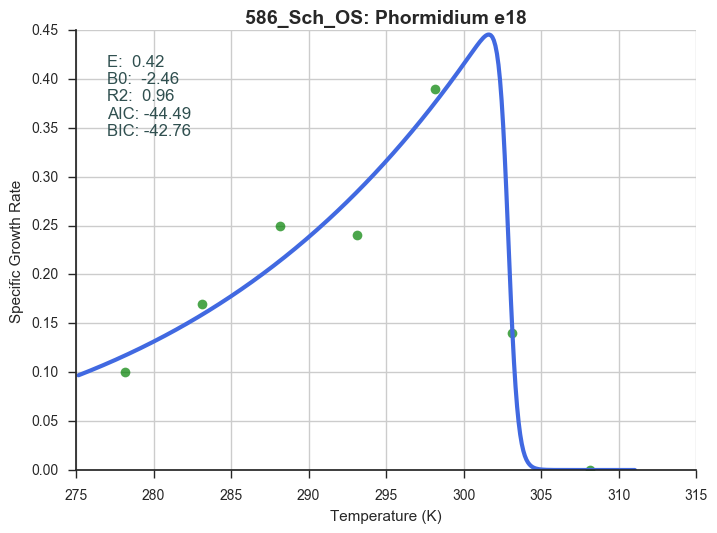 586_Sch_OS: Phormidium e18
E: 0.42
B0: -2.46
R2: 0.96
AIC: -44.49
BIC: -42.76
Specific Growth Rate
0.45
0.40
0.35
0.30
0.25
0.20
0.15
0.10
0.05
0.00
275 280 285 290 295 300 305 310 315
Temperature (K)